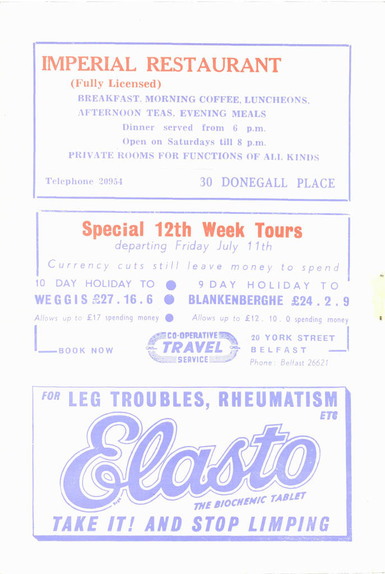 IMPERIAL RESTAURANT
(Fully Licensed)
BREAKFAST, MORNING COFFEE, LUNCHEONS,
AFTERNOON TEAS, EVENING MEALS
Dinner served from 6 p.m.
Open on Saturdays till 8 p.m.
PRIVATE ROOMS FOR FUNCTIONS OF ALL KINDS
Telephone 20954 30 DONEGALL PLACE
Special 12th Week Tours
departing Friday July 11th
Currency cuts still leave money to spend
10 DAY HOLIDAY TO ● 9 DAY HOLIDAY TO
WEGGIS £27.16.6 ● BLANKENBERGHE £24.2.9
Allows up to £17 spending money ● Allows up to £12.10.0 spending money
BOOK NOW
CO-OPERATIVE
TRAVEL
SERVICE
20 YORK STREET
BELFAST
Phone: Belfast 26621
FOR LEG TROUBLES, RHEUMATISM
ETC
Elasto
THE BIOCHEMIC TABLET
TAKE IT! AND STOP LIMPING